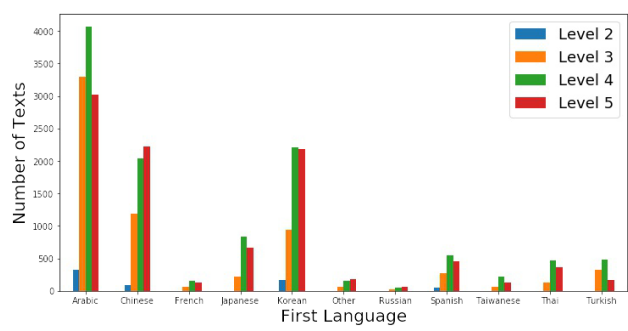 4000
3500
3000
2500
2000
1500
1000
500
0
Number of Texts
Level 2
Level 3
Level 4
Level 5
Arabic Chinese French Japanese Korean Other Russian Spanish Taiwanese Thai Turkish
First Language